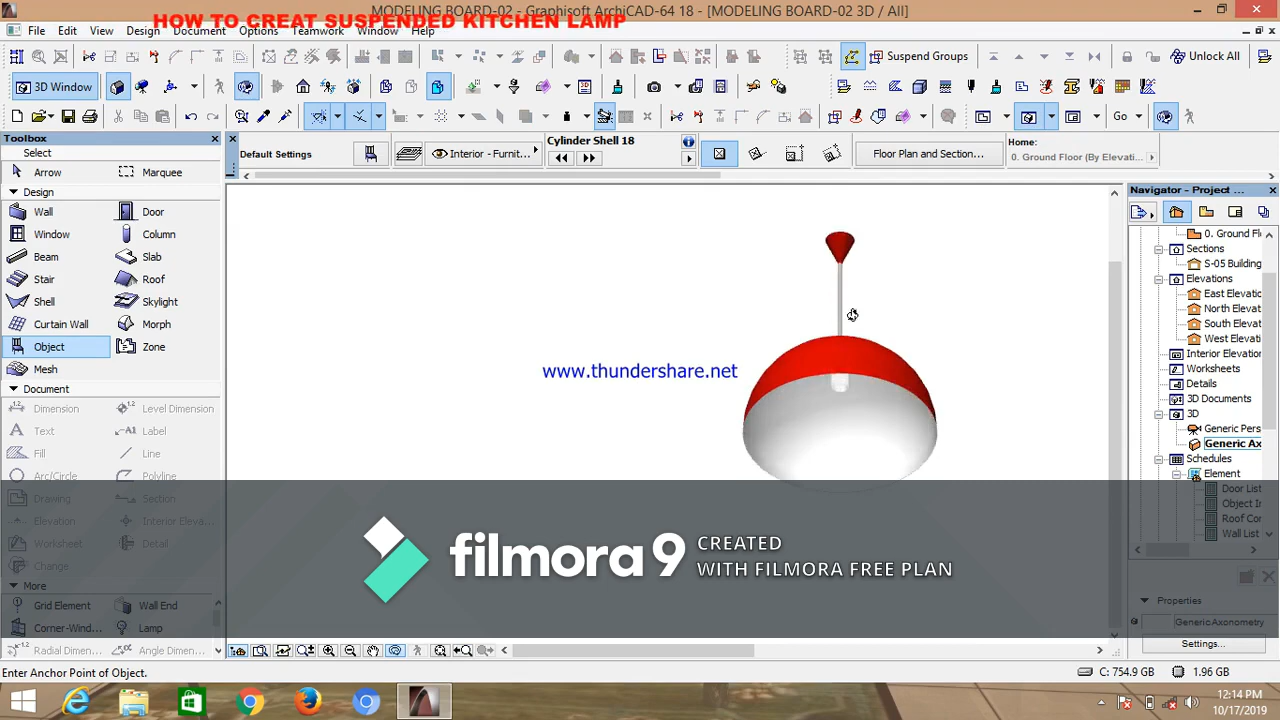 MODELING BOARD-02 - Graphisoft ArchiCAD-64 18 - [MODELING BOARD-02 3D / All]
HOW TO CREAT SUSPENDED KITCHEN LAMP
File Edit View Design Document Options Teamwork Window Help
Suspend Groups Unlock All
3D Window
Go
Toolbox
Select
Arrow Marquee
Design
Wall Door
Window Column
Beam Slab
Stair Roof
Shell Skylight
Curtain Wall Morph
Object Zone
Mesh
Document
Dimension Level Dimension
Text Label
Fill Line
Arc/Circle Polyline
Drawing Section
Elevation Interior Eleva...
Worksheet Detail
Change
More
Grid Element Wall End
Corner-Wind... Lamp
Radial Dimen... Angle Dimen...
Default Settings
Interior - Furnit...
Cylinder Shell 18
Floor Plan and Section...
Home:
0. Ground Floor (By Elevati...
www.thundershare.net
filmora 9
CREATED
WITH FILMORA FREE PLAN
Navigator - Project ...
0. Ground Fl
Sections
S-05 Building
Elevations
East Elevatio
North Elevat
South Elevat
West Elevati
Interior Elevation
Worksheets
Details
3D Documents
3D
Generic Pers
Generic Ax
Schedules
Element
Door List
Object In
Roof Cor
Wall List
Properties
GenericAxonometry
Settings...
Enter Anchor Point of Object.
C: 754.9 GB
1.96 GB
12:14 PM
10/17/2019